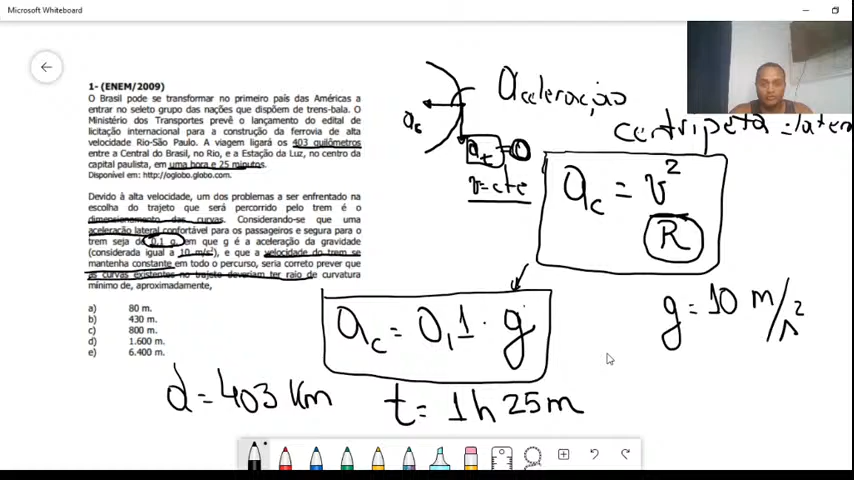 Microsoft Whiteboard
1- (ENEM/2009)
O Brasil pode se transformar no primeiro país das Américas a
entrar no seleto grupo das nações que dispõem de trens-bala. O
Ministério dos Transportes prevê o lançamento do edital de
licitação internacional para a construção da ferrovia de alta
velocidade Rio-São Paulo. A viagem ligará os 403 quilômetros
entre a Central do Brasil, no Rio, e a Estação da Luz, no centro da
capital paulista, em uma hora e 25 minutos.
Disponível em: http://oglobo.globo.com.
Devido à alta velocidade, um dos problemas a ser enfrentado na
escolha do trajeto que será percorrido pelo trem é o
dimensionamento das curvas. Considerando-se que uma
aceleração lateral confortável para os passageiros e segura para o
trem seja de 0,1 g, em que g é a aceleração da gravidade
(considerada igual a 10 m/s²), e que a velocidade do trem se
mantenha constante em todo o percurso, seria correto prever que
as curvas existentes no trajeto deveriam ter raio de curvatura
mínimo de, aproximadamente,
a) 80 m.
b) 430 m.
c) 800 m.
d) 1.600 m.
e) 6.400 m.
Aceleração
centripeta = lateral
ac
at = 0
v=cte
ac = v²
R
ac = 0,1 · g
g = 10 m/s²
d = 403 Km
t = 1h 25m